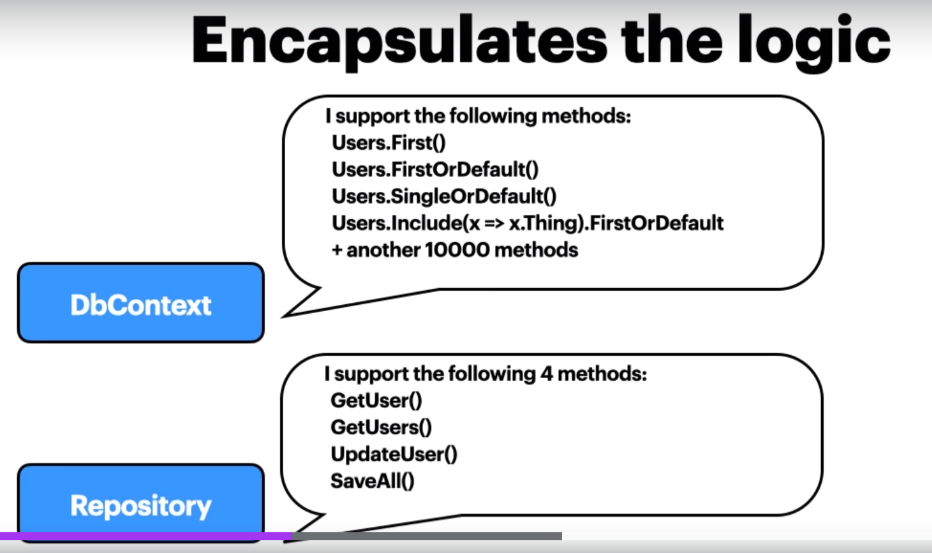 Encapsulates the logic
I support the following methods:
Users.First()
Users.FirstOrDefault()
Users.SingleOrDefault()
Users.Include(x => x.Thing).FirstOrDefault
+ another 10000 methods
DbContext
I support the following 4 methods:
GetUser()
GetUsers()
UpdateUser()
SaveAll()
Repository